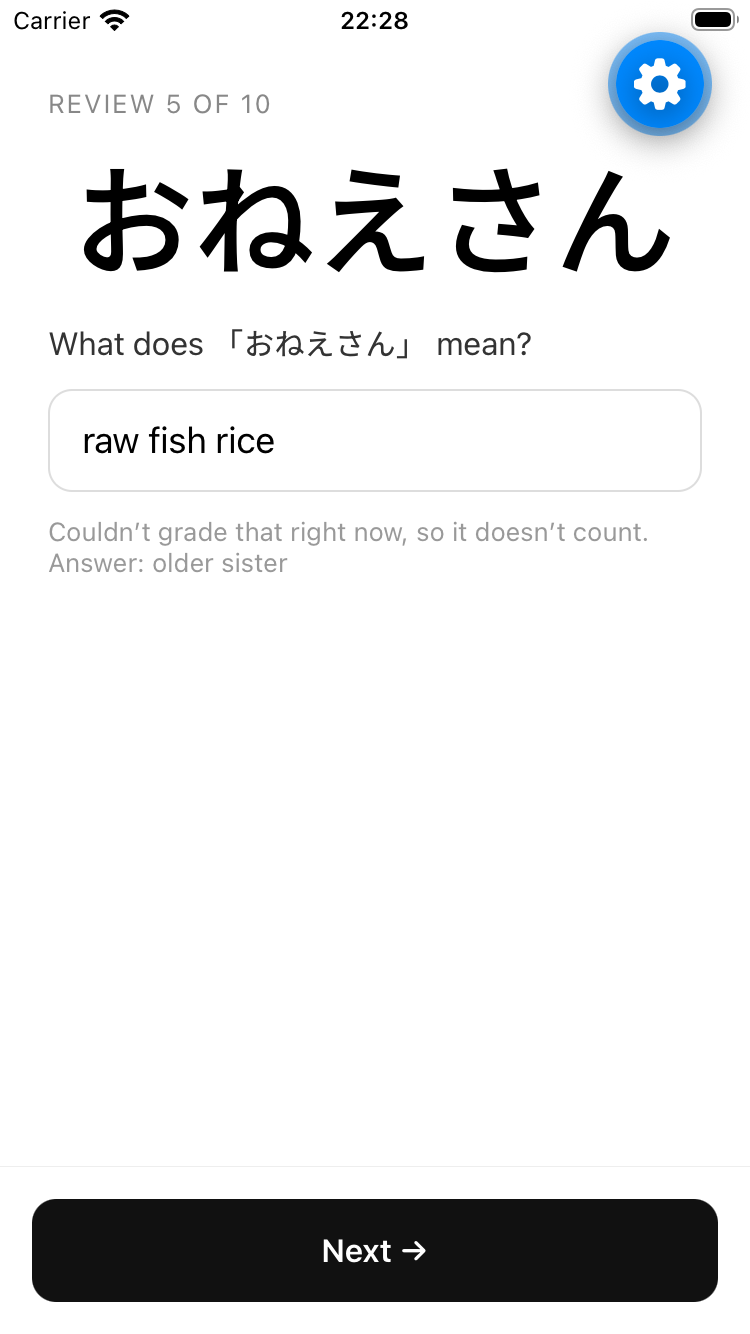 Carrier 22:28
REVIEW 5 OF 10
おねえさん
What does 「おねえさん」 mean?
raw fish rice
Couldn’t grade that right now, so it doesn’t count.
Answer: older sister
Next →